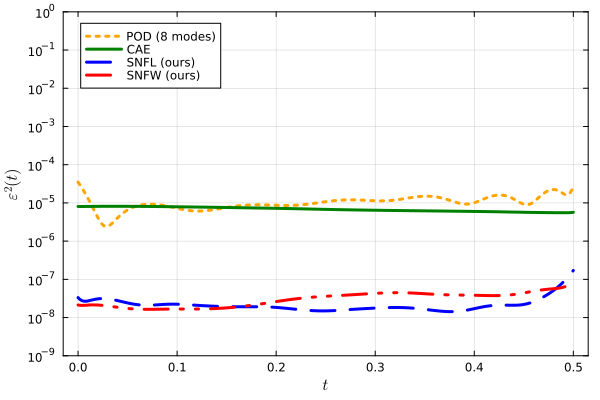 10⁰
10⁻¹
10⁻²
10⁻³
10⁻⁴
10⁻⁵
10⁻⁶
10⁻⁷
10⁻⁸
10⁻⁹
ε²(t)
POD (8 modes)
CAE
SNFL (ours)
SNFW (ours)
0.0 0.1 0.2 0.3 0.4 0.5
t